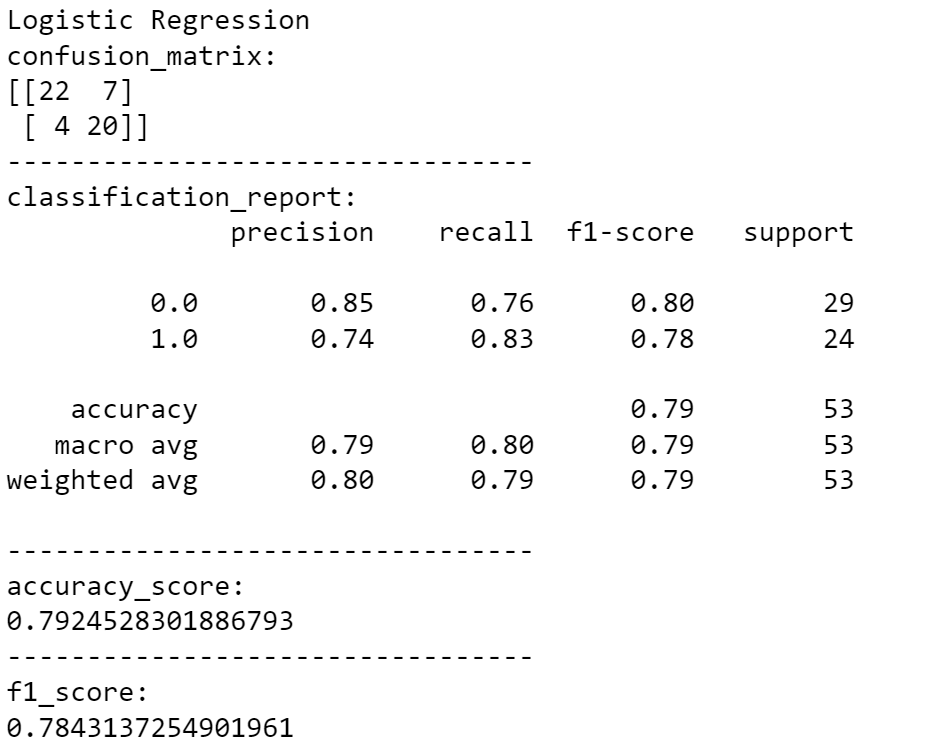 Logistic Regression
confusion_matrix:
[[22  7]
 [ 4 20]]
---------------------------------
classification_report:
              precision    recall  f1-score   support

         0.0       0.85      0.76      0.80        29
         1.0       0.74      0.83      0.78        24

    accuracy                           0.79        53
   macro avg       0.79      0.80      0.79        53
weighted avg       0.80      0.79      0.79        53

---------------------------------
accuracy_score:
0.7924528301886793
---------------------------------
f1_score:
0.7843137254901961